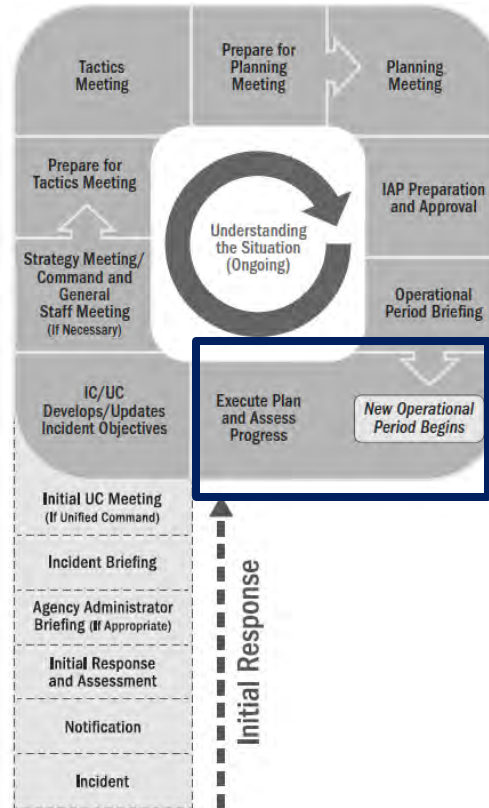 Tactics
Meeting
Prepare for
Planning
Meeting
Planning
Meeting
Prepare for
Tactics Meeting
IAP Preparation
and Approval
Understanding
the Situation
(Ongoing)
Strategy Meeting/
Command and
General
Staff Meeting
(If Necessary)
Operational
Period Briefing
IC/UC
Develops/Updates
Incident Objectives
Execute Plan
and Assess
Progress
New Operational
Period Begins
Initial UC Meeting
(If Unified Command)
Incident Briefing
Agency Administrator
Briefing (If Appropriate)
Initial Response
and Assessment
Notification
Incident
Initial Response